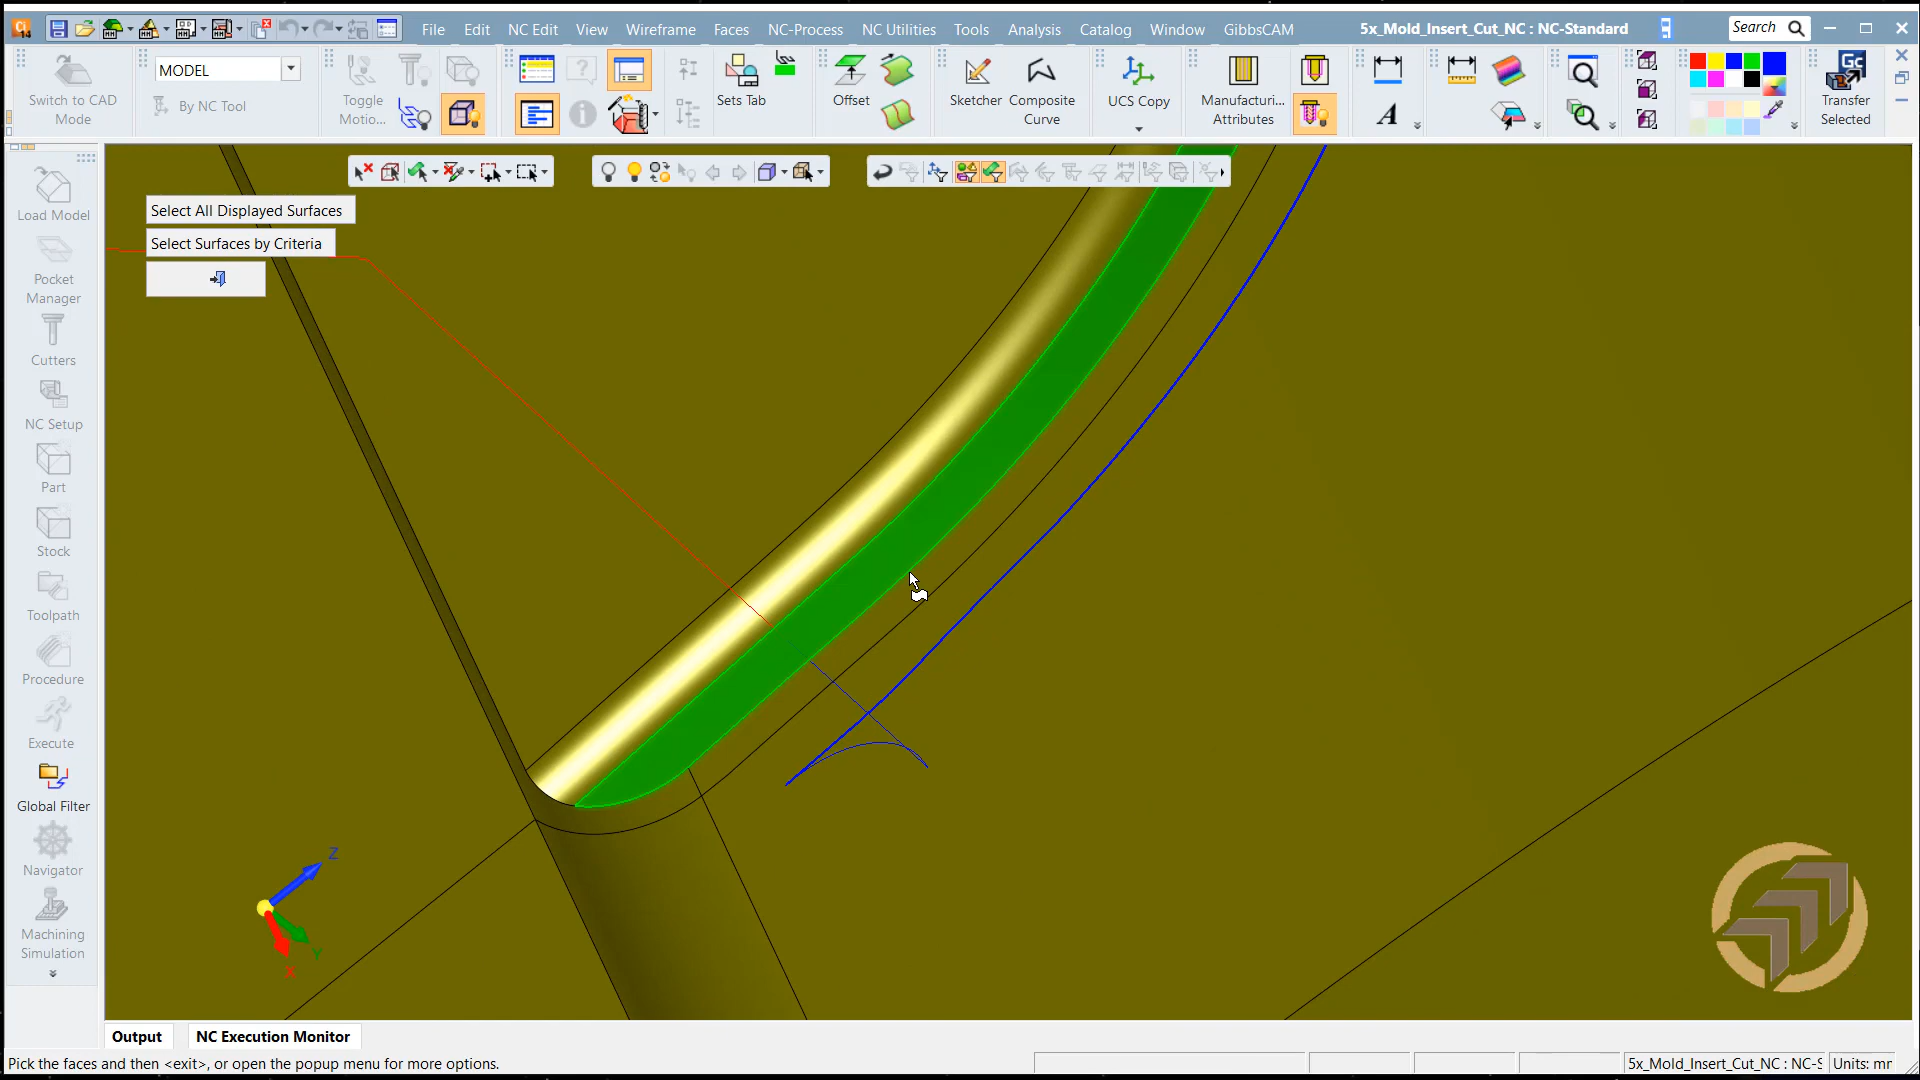 Ci
14
File Edit NC Edit View Wireframe Faces NC-Process NC Utilities Tools Analysis Catalog Window GibbsCAM
5x_Mold_Insert_Cut_NC : NC-Standard
Search
Switch to CAD
Mode
MODEL
By NC Tool
Toggle
Motio...
Sets Tab
Offset
Sketcher
Composite
Curve
UCS Copy
Manufacturi...
Attributes
A
Gc
Transfer
Selected
Load Model
Pocket
Manager
Cutters
NC Setup
Part
Stock
Toolpath
Procedure
Execute
Global Filter
Navigator
Machining
Simulation
Select All Displayed Surfaces
Select Surfaces by Criteria
Z
Y
X
Output NC Execution Monitor
Pick the faces and then <exit>, or open the popup menu for more options.
5x_Mold_Insert_Cut_NC : NC-S
Units: mr